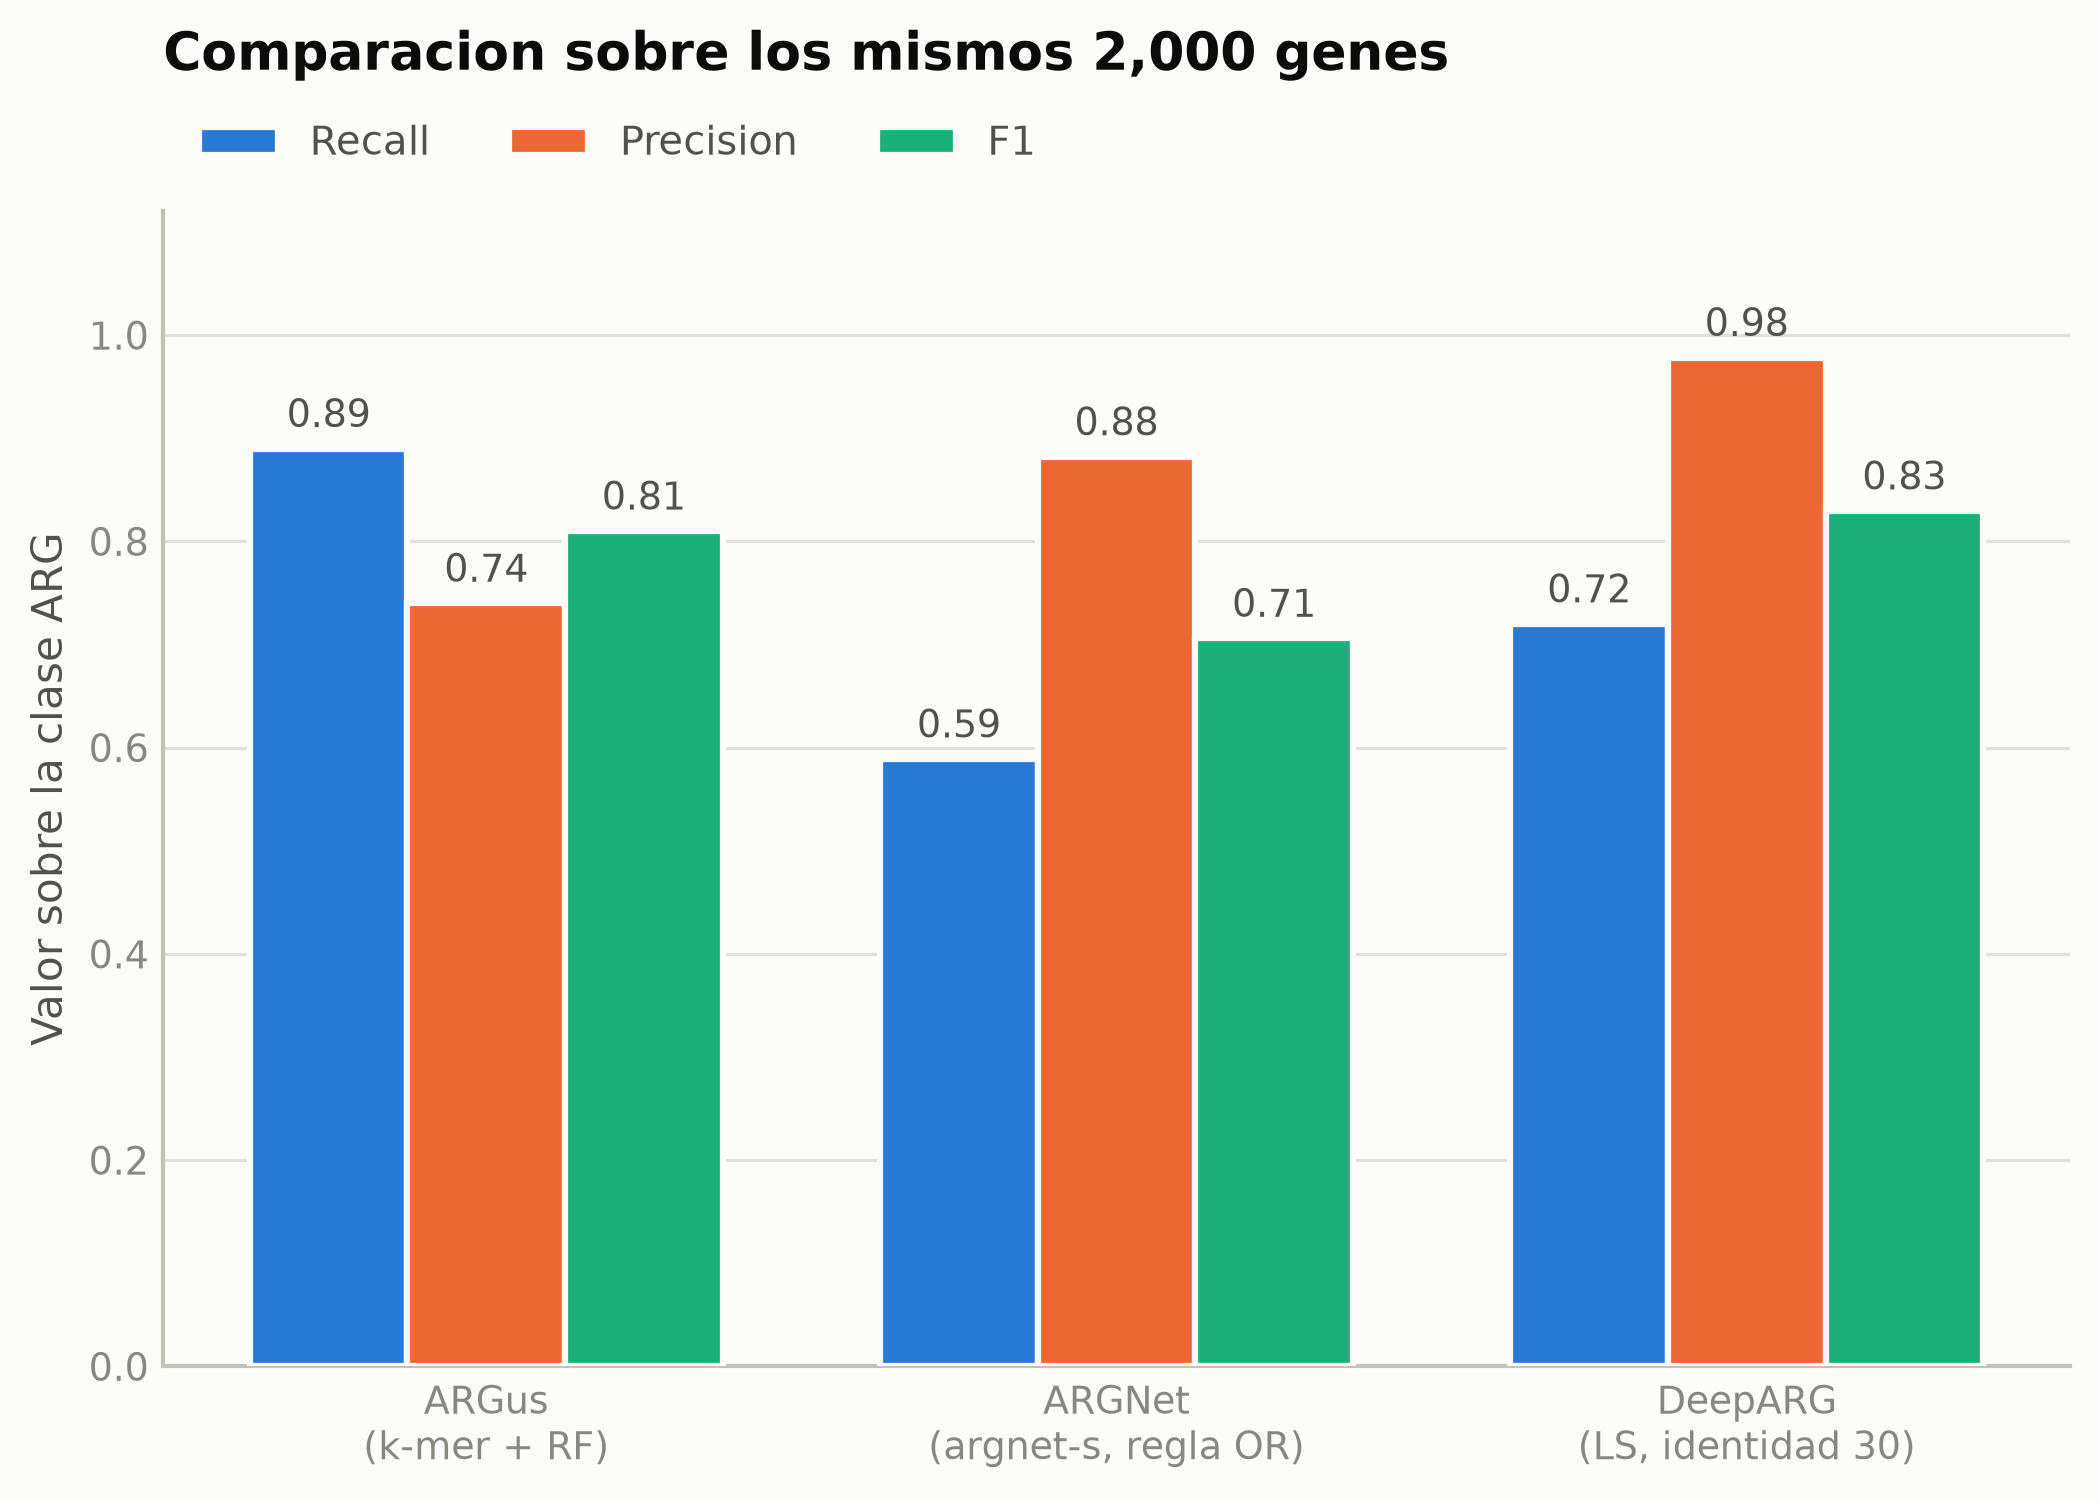 Comparacion sobre los mismos 2,000 genes
Recall Precision F1
Valor sobre la clase ARG
1.0
0.8
0.6
0.4
0.2
0.0
0.89
0.74
0.81
0.59
0.88
0.71
0.72
0.98
0.83
ARGus
(k-mer + RF)
ARGNet
(argnet-s, regla OR)
DeepARG
(LS, identidad 30)